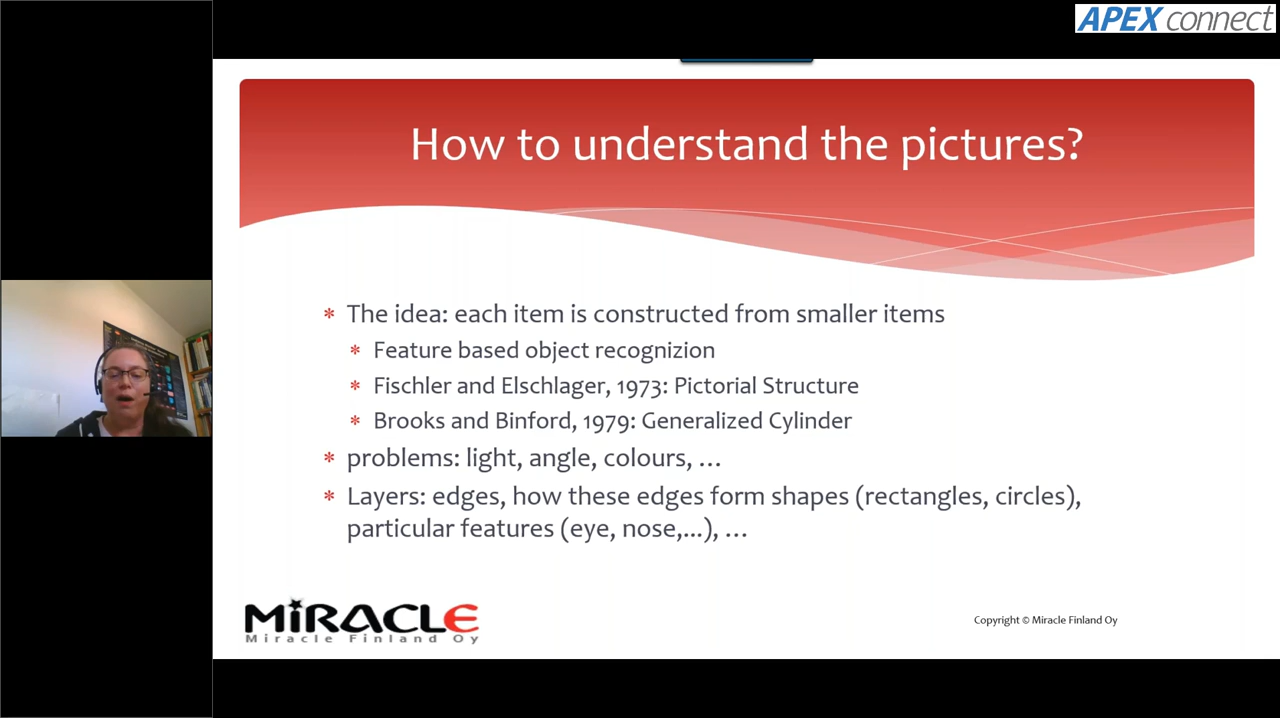 APEX connect
How to understand the pictures?
* The idea: each item is constructed from smaller items
* Feature based object recognizion
* Fischler and Elschlager, 1973: Pictorial Structure
* Brooks and Binford, 1979: Generalized Cylinder
* problems: light, angle, colours, …
* Layers: edges, how these edges form shapes (rectangles, circles),
particular features (eye, nose,...), …
MiRACLE
Miracle Finland Oy
Copyright © Miracle Finland Oy